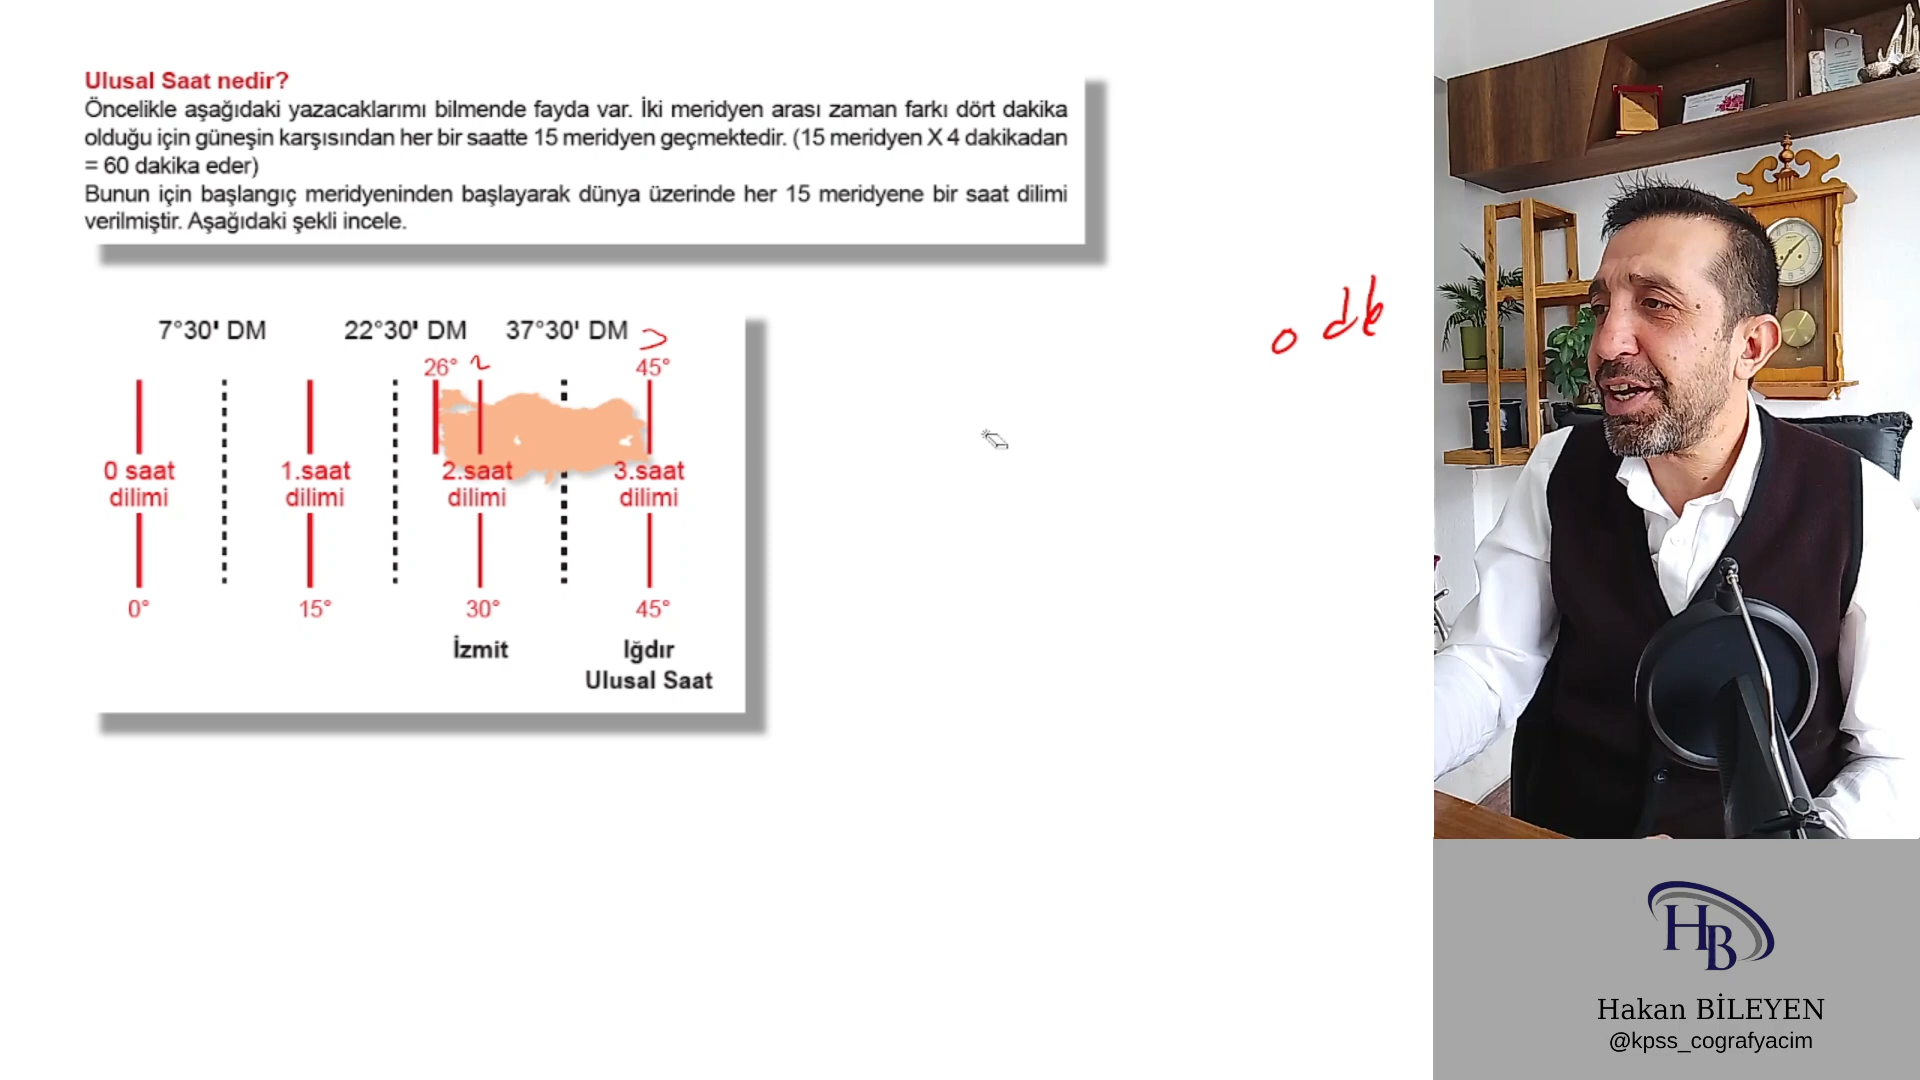 Ulusal Saat nedir?
Öncelikle aşağıdaki yazacaklarımı bilmende fayda var. İki meridyen arası zaman farkı dört dakika
olduğu için güneşin karşısından her bir saatte 15 meridyen geçmektedir. (15 meridyen X 4 dakikadan
= 60 dakika eder)
Bunun için başlangıç meridyeninden başlayarak dünya üzerinde her 15 meridyene bir saat dilimi
verilmiştir. Aşağıdaki şekli incele.
o dk
7°30' DM 22°30' DM 37°30' DM
26° 45°
0 saat dilimi
1.saat dilimi
2.saat dilimi
3.saat dilimi
0° 15° 30° 45°
İzmit Iğdır
Ulusal Saat
HB
Hakan BİLEYEN
@kpss_cografyacim